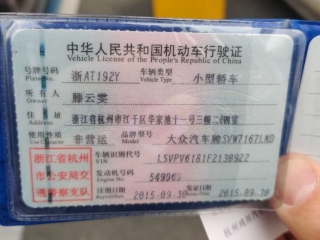 中华人民共和国机动车行驶证
Vehicle License of the People's Republic of China
号牌号码 浙AT192Y 车辆类型 小型轿车
Plate No. Vehicle Type
所有人 滕云雯
Owner
住址 浙江省杭州市江干区华家池十一号三幢二0四室
Address
使用性质 非营运 品牌型号 大众汽车牌SVW7167LMD
Model
浙江省杭州
市公安局交
通警察支队
车辆识别代号 LSVPV6181F2130922
VIN
发动机号码 549563
Engine No.
注册日期 2015-09-30 发证日期 2015-09-30